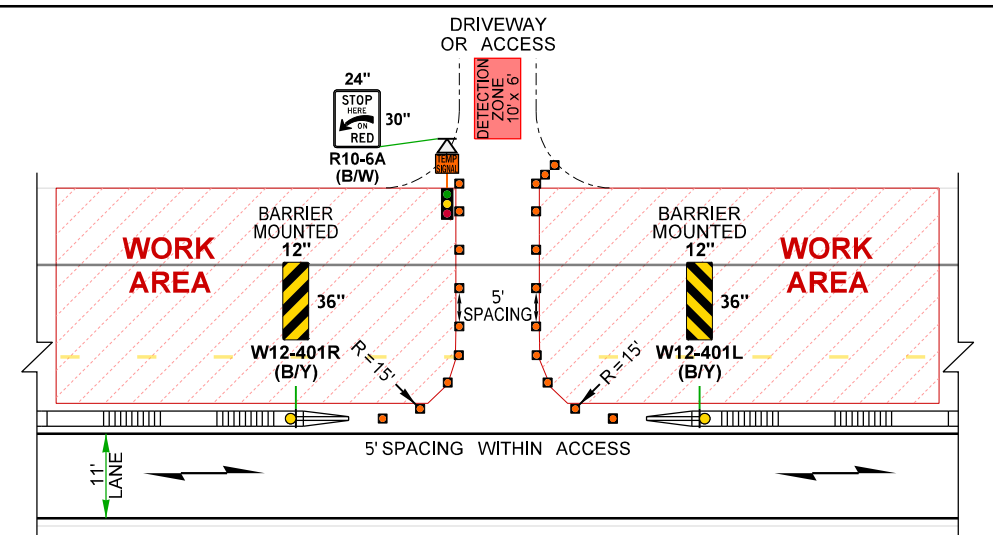 DRIVEWAY
OR ACCESS
DETECTION
ZONE
10' x 6'
24"
STOP
HERE
ON
RED
30"
R10-6A
(B/W)
TEMP
SIGNAL
BARRIER
MOUNTED
12"
WORK
AREA
36"
W12-401R
(B/Y)
R = 15'
5'
SPACING
BARRIER
MOUNTED
12"
WORK
AREA
36"
W12-401L
(B/Y)
R = 15'
5' SPACING WITHIN ACCESS
11'
LANE